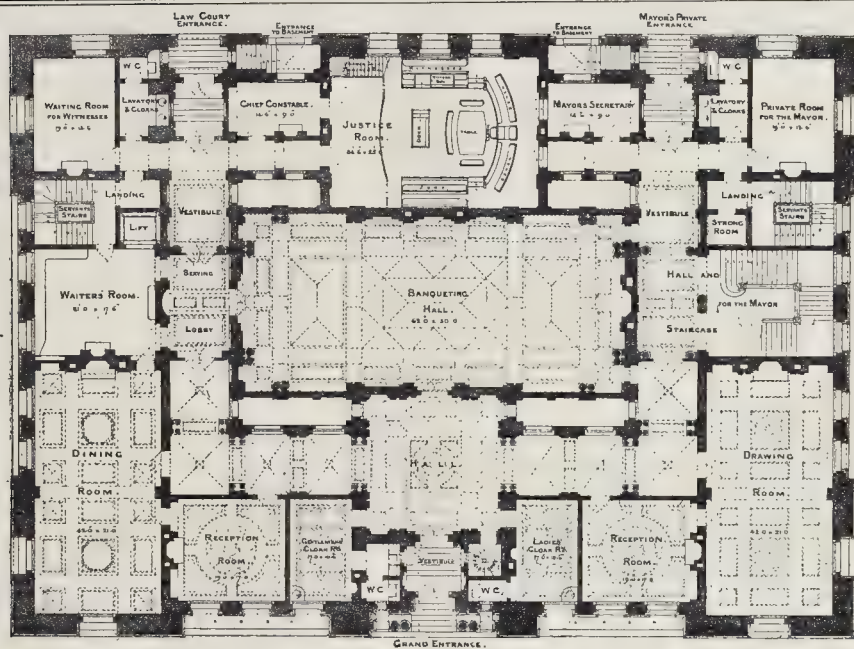 LAW COURT
ENTRANCE.
ENTRANCE
TO BASEMENT
ENTRANCE
TO BASEMENT
MAYOR'S PRIVATE
ENTRANCE
WAITING ROOM
FOR WITNESSES
W.C.
LAVATORY
& CLOAKS
CHIEF CONSTABLE.
JUSTICE
ROOM.
DOCK
TABLE
MAYOR'S SECRETARY
W.C.
LAVATORY
& CLOAKS
PRIVATE ROOM
FOR THE MAYOR.
LANDING
SERVANTS
STAIRS
LIFT
VESTIBULE
VESTIBULE
LANDING
STRONG
ROOM
SERVANTS
STAIRS
WAITERS' ROOM.
SERVING
LOBBY
BANQUETING
HALL.
HALL AND
FOR THE MAYOR
STAIRCASE
DINING
ROOM
HALL
DRAWING
ROOM.
RECEPTION
ROOM.
GENTLEMEN'S
CLOAK RM
W.C.
VESTIBULE
W.C.
LADIES'
CLOAK RM
RECEPTION
ROOM.
GRAND ENTRANCE.